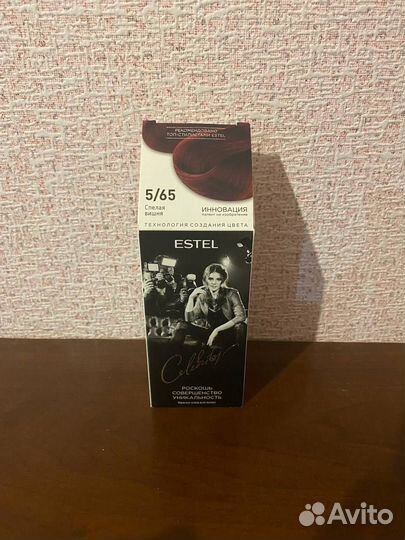 РЕКОМЕНДОВАНО
ТОП-СТИЛИСТАМИ ESTEL
5/65
Спелая
вишня
ИННОВАЦИЯ
патент на изобретение
ТЕХНОЛОГИЯ СОЗДАНИЯ ЦВЕТА
ESTEL
Celebrity
РОСКОШЬ
СОВЕРШЕНСТВО
УНИКАЛЬНОСТЬ
Avito